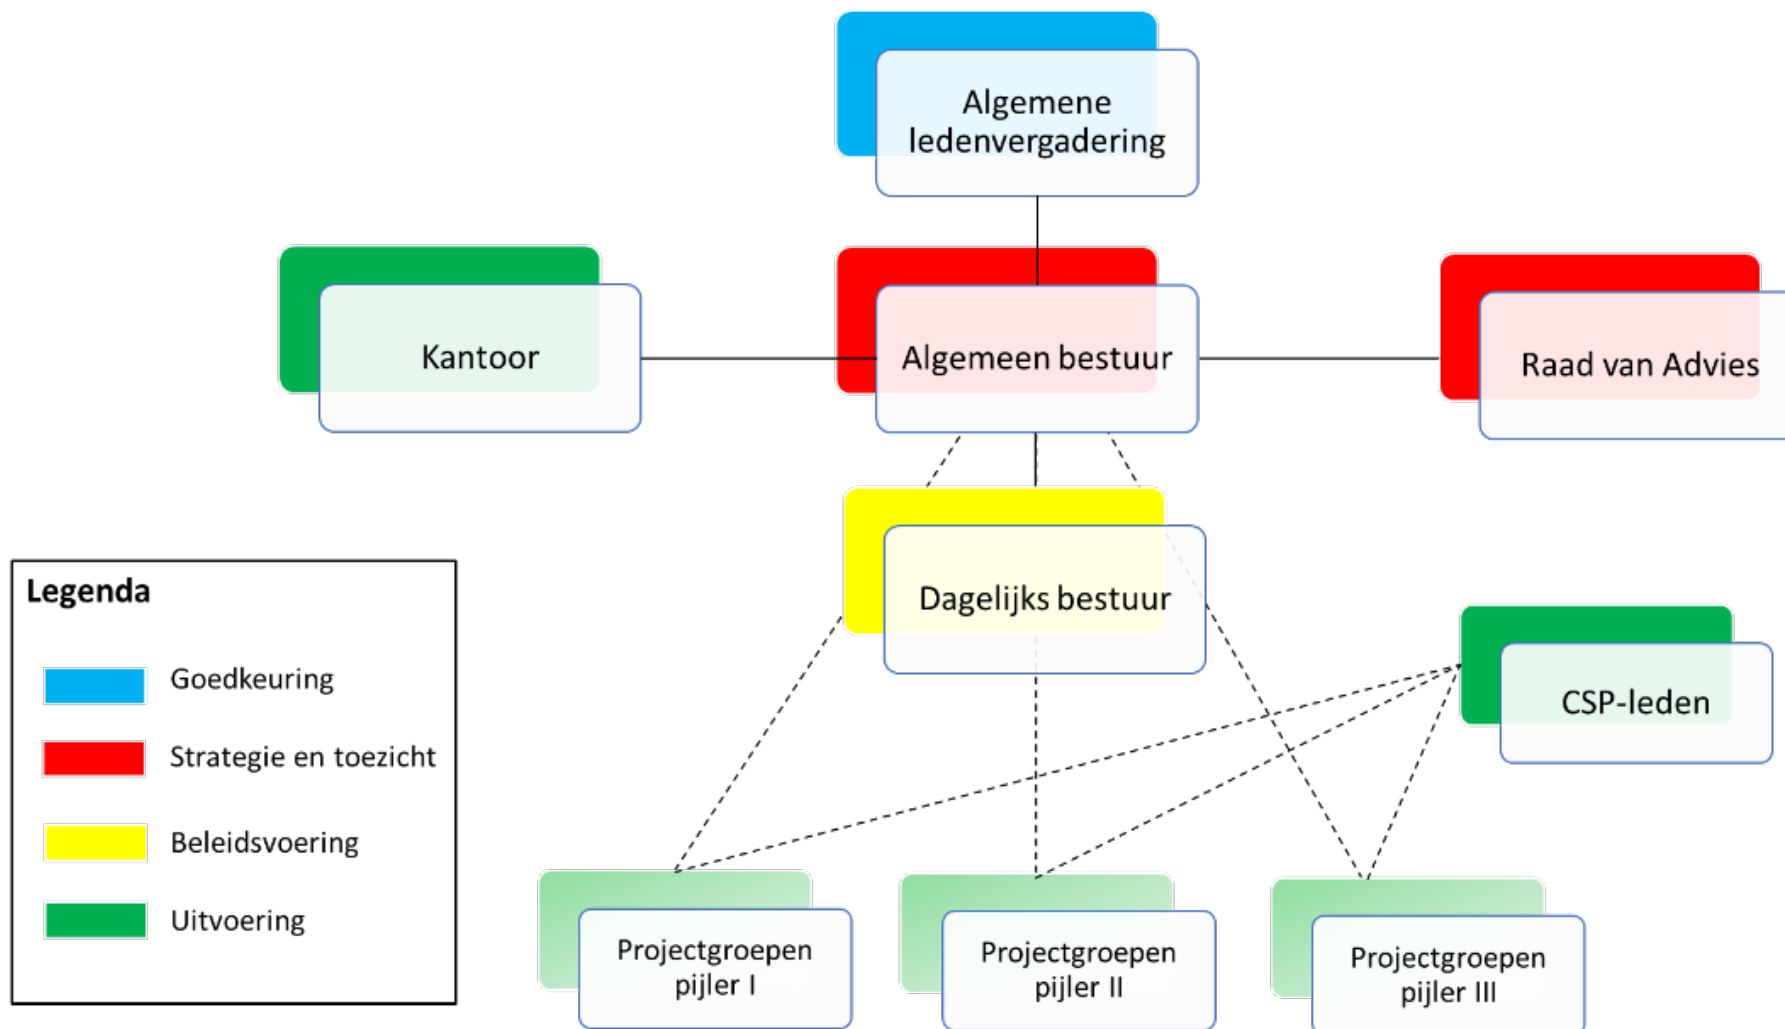 Algemene
ledenvergadering
Kantoor
Algemeen bestuur
Raad van Advies
Dagelijks bestuur
CSP-leden
Legenda
Goedkeuring
Strategie en toezicht
Beleidsvoering
Uitvoering
Projectgroepen
pijler I
Projectgroepen
pijler II
Projectgroepen
pijler III